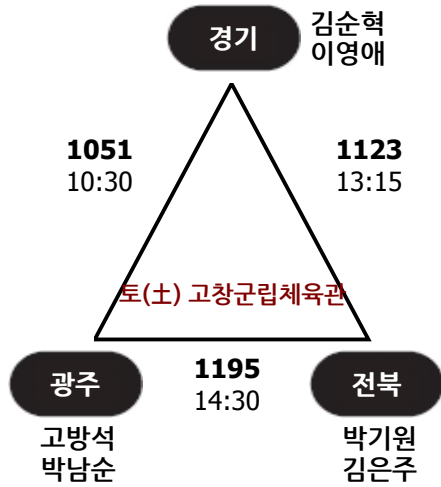 경기
김순혁
이영애
1051
10:30
1123
13:15
토(土) 고창군립체육관
광주
1195
14:30
전북
고방석
박남순
박기원
김은주